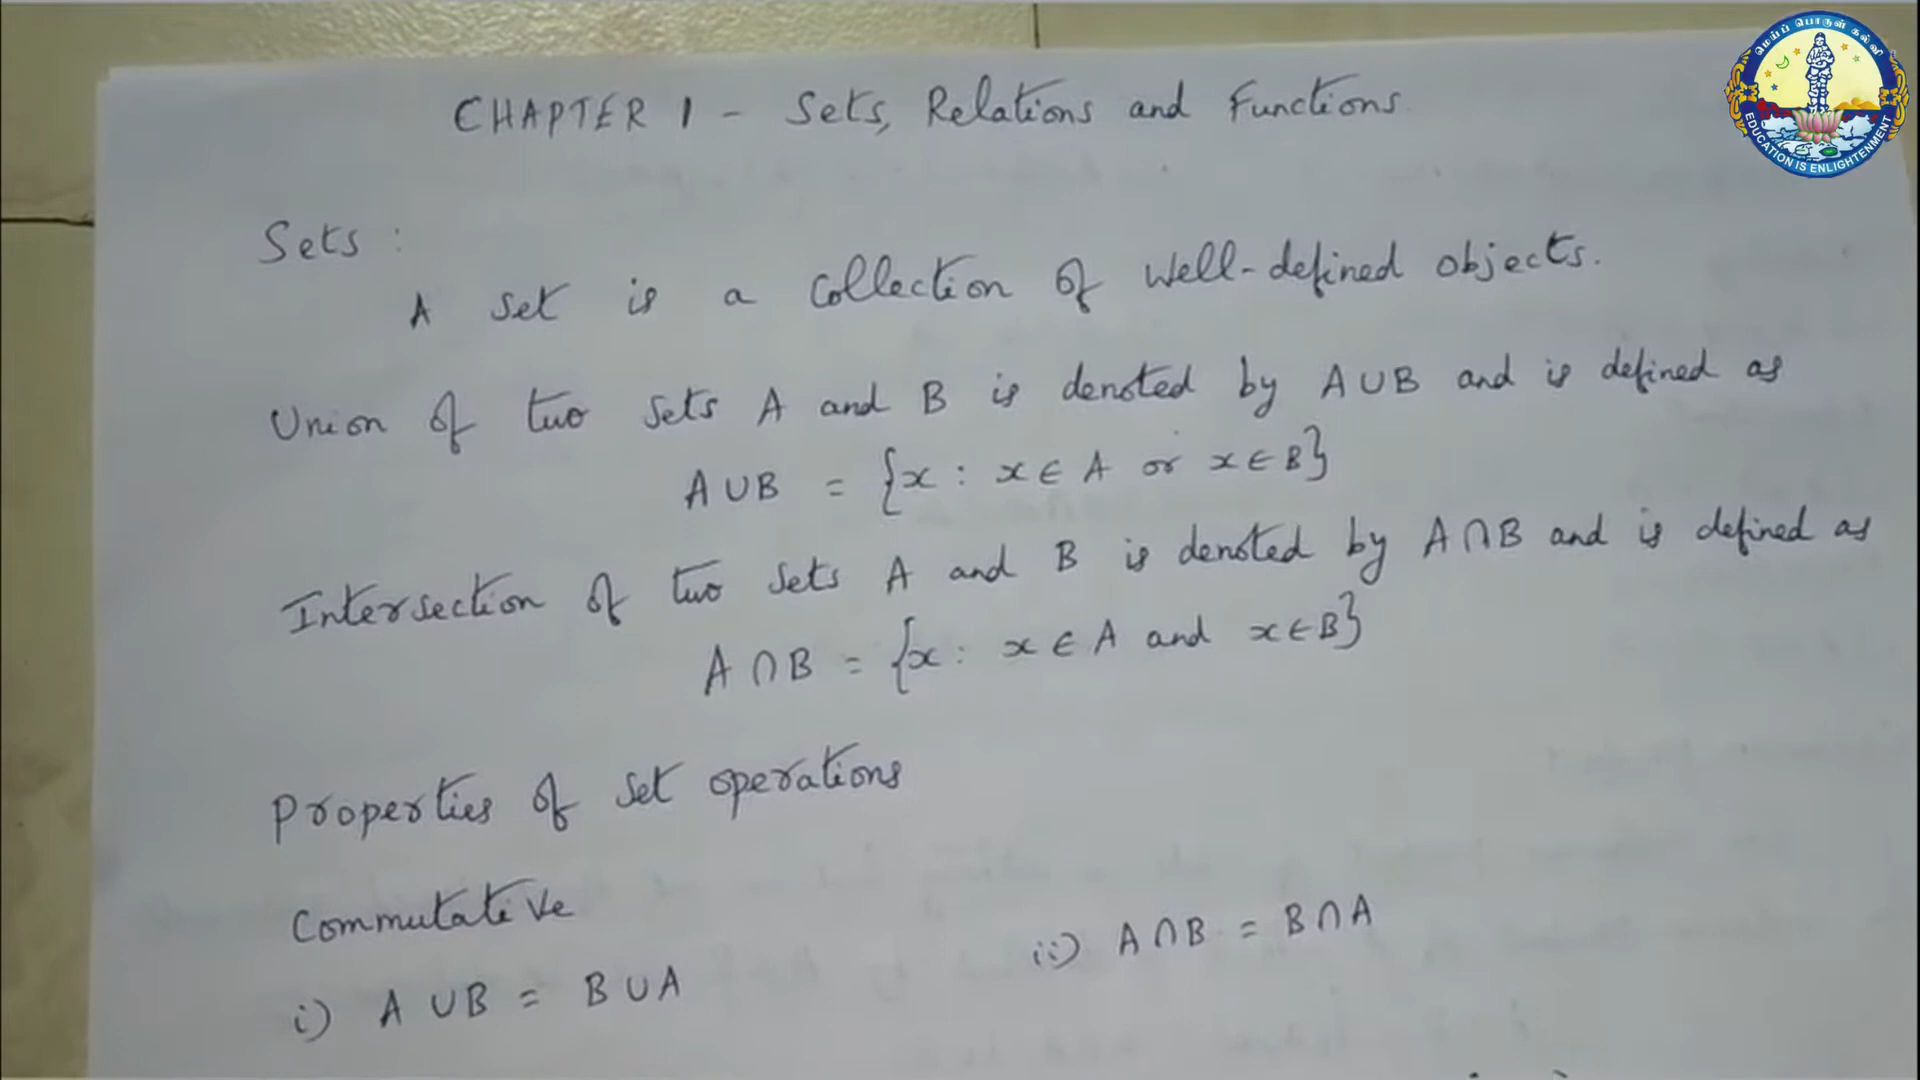 CHAPTER 1 - Sets, Relations and Functions
மெய்ப் பொருள் கல்வி
EDUCATION IS ENLIGHTENMENT
Sets :
A set is a collection of well-defined objects.
Union of two sets A and B is denoted by A∪B and is defined as
A∪B = {x : x∈A or x∈B}
Intersection of two sets A and B is denoted by A∩B and is defined as
A∩B = {x : x∈A and x∈B}
Properties of set operations
Commutative
i) A∪B = B∪A ii) A∩B = B∩A